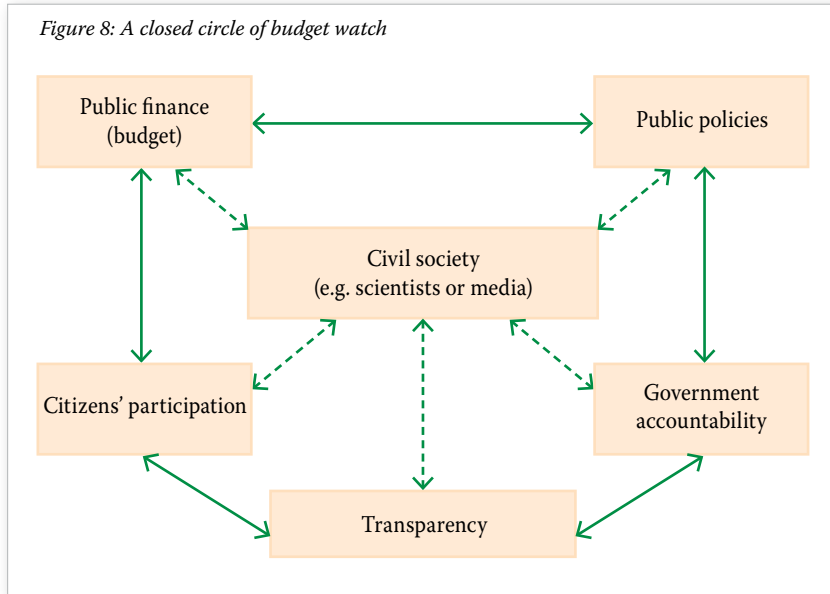 Figure 8: A closed circle of budget watch
Public finance
(budget)
Public policies
Civil society
(e.g. scientists or media)
Citizens’ participation
Government
accountability
Transparency